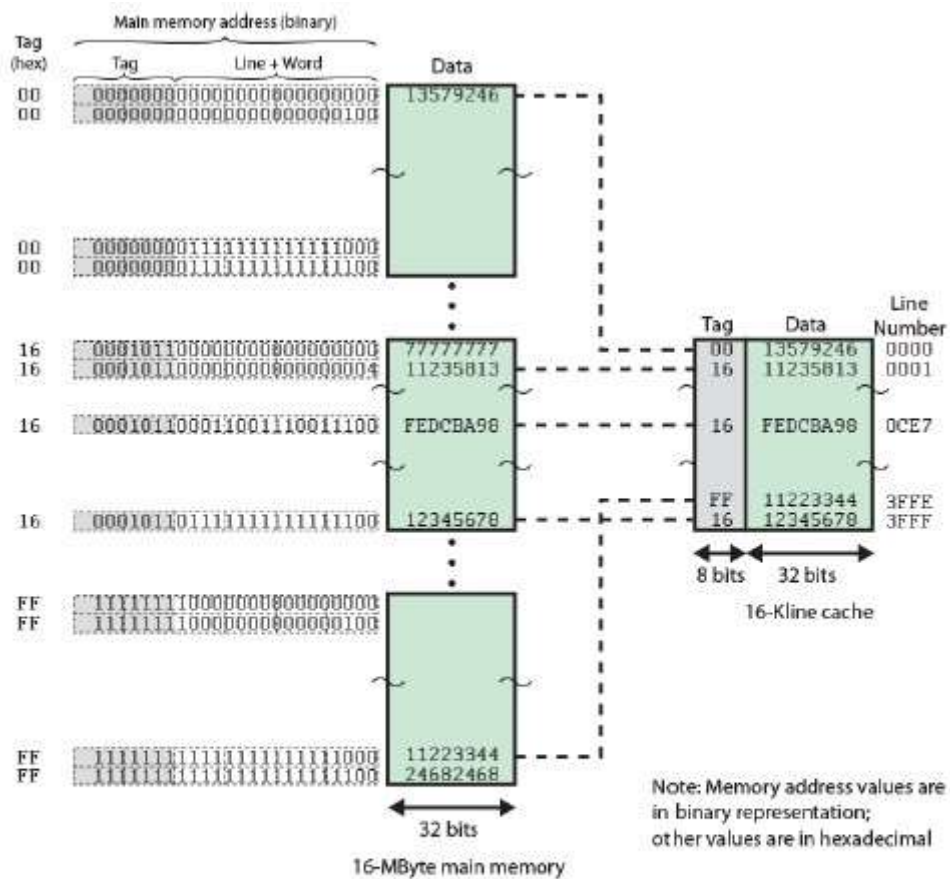 Main memory address (binary)
Tag (hex)
Tag
Line + Word
Data
00 000000000000000000000000 13579246
00 000000000000000000000100
00 000000001111111111111000
00 000000001111111111111100
Tag Data Line Number
16 000101100000000000000000 77777777
16 11235813
00 13579246 0000
16 11235813 0001
16 000101100011001110011100 FEDCBA98
16 FEDCBA98 0CE7
FF 11223344 3FFE
16 000101101111111111111100 12345678
16 12345678 3FFF
8 bits 32 bits
16-Kline cache
FF 111111110000000000000000
FF 111111110000000000000100
FF 111111111111111111111000 11223344
FF 111111111111111111111100 24682468
32 bits
16-MByte main memory
Note: Memory address values are
in binary representation;
other values are in hexadecimal